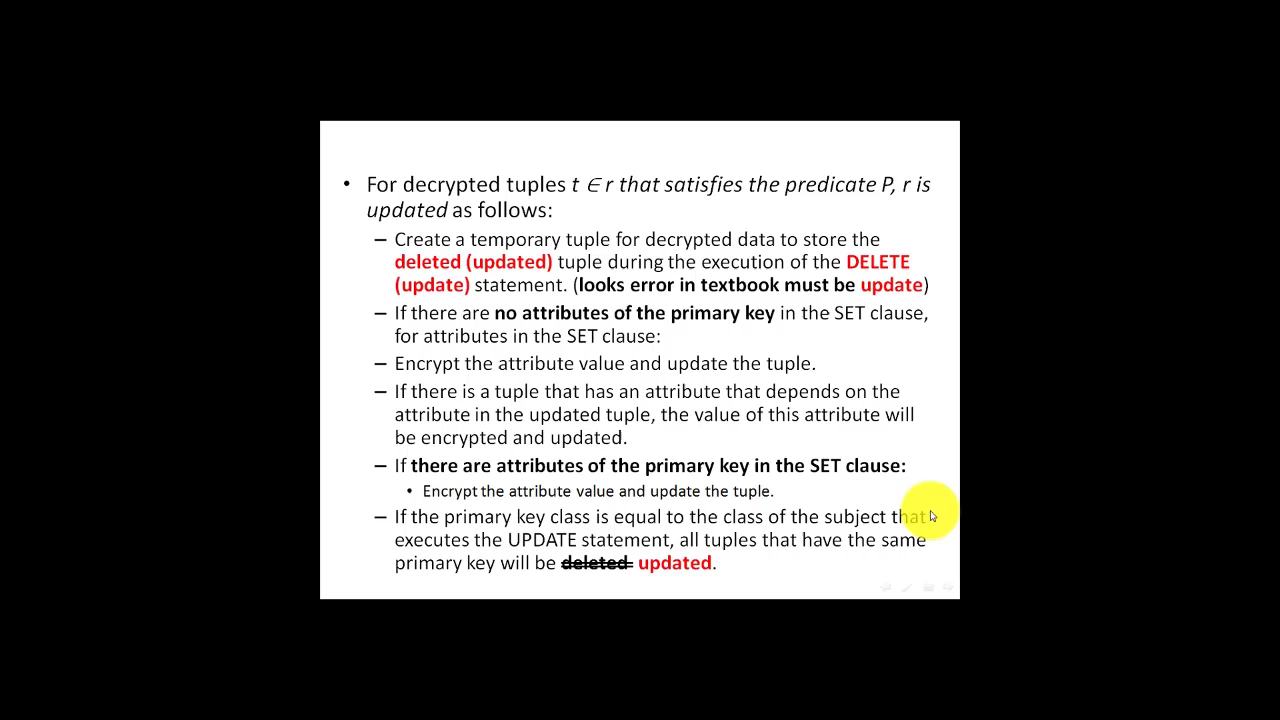 • For decrypted tuples t ∈ r that satisfies the predicate P, r is
updated as follows:
– Create a temporary tuple for decrypted data to store the
deleted (updated) tuple during the execution of the DELETE
(update) statement. (looks error in textbook must be update)
– If there are no attributes of the primary key in the SET clause,
for attributes in the SET clause:
– Encrypt the attribute value and update the tuple.
– If there is a tuple that has an attribute that depends on the
attribute in the updated tuple, the value of this attribute will
be encrypted and updated.
– If there are attributes of the primary key in the SET clause:
• Encrypt the attribute value and update the tuple.
– If the primary key class is equal to the class of the subject that
executes the UPDATE statement, all tuples that have the same
primary key will be deleted updated.